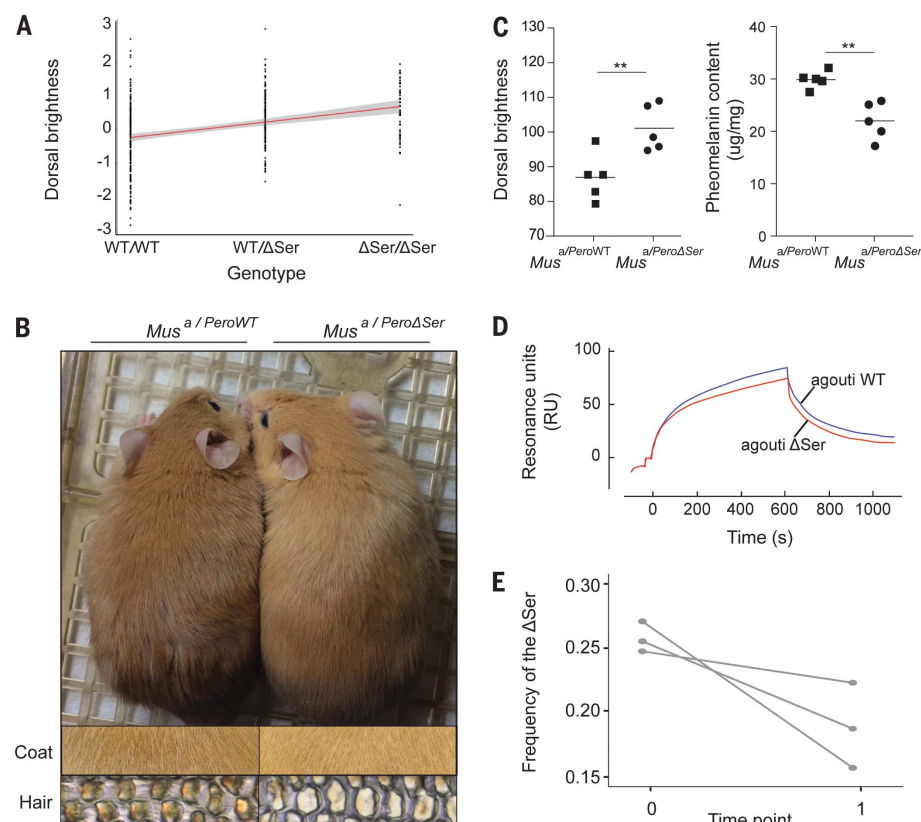 A
3
2
1
0
-1
-2
-3
Dorsal brightness
WT/WT
WT/ΔSer
ΔSer/ΔSer
Genotype
B
Mus a / PeroWT
Mus a / PeroΔSer
Coat
Hair
C
130
120
110
100
90
80
70
Dorsal brightness
**
Mus a/PeroWT
Mus a/PeroΔSer
40
30
20
10
0
Pheomelanin content
(ug/mg)
**
Mus a/PeroWT
Mus a/PeroΔSer
D
100
50
0
Resonance units
(RU)
agouti WT
agouti ΔSer
0 200 400 600 800 1000
Time (s)
E
0.30
0.25
0.20
0.15
Frequency of the ΔSer
0 1
Time point